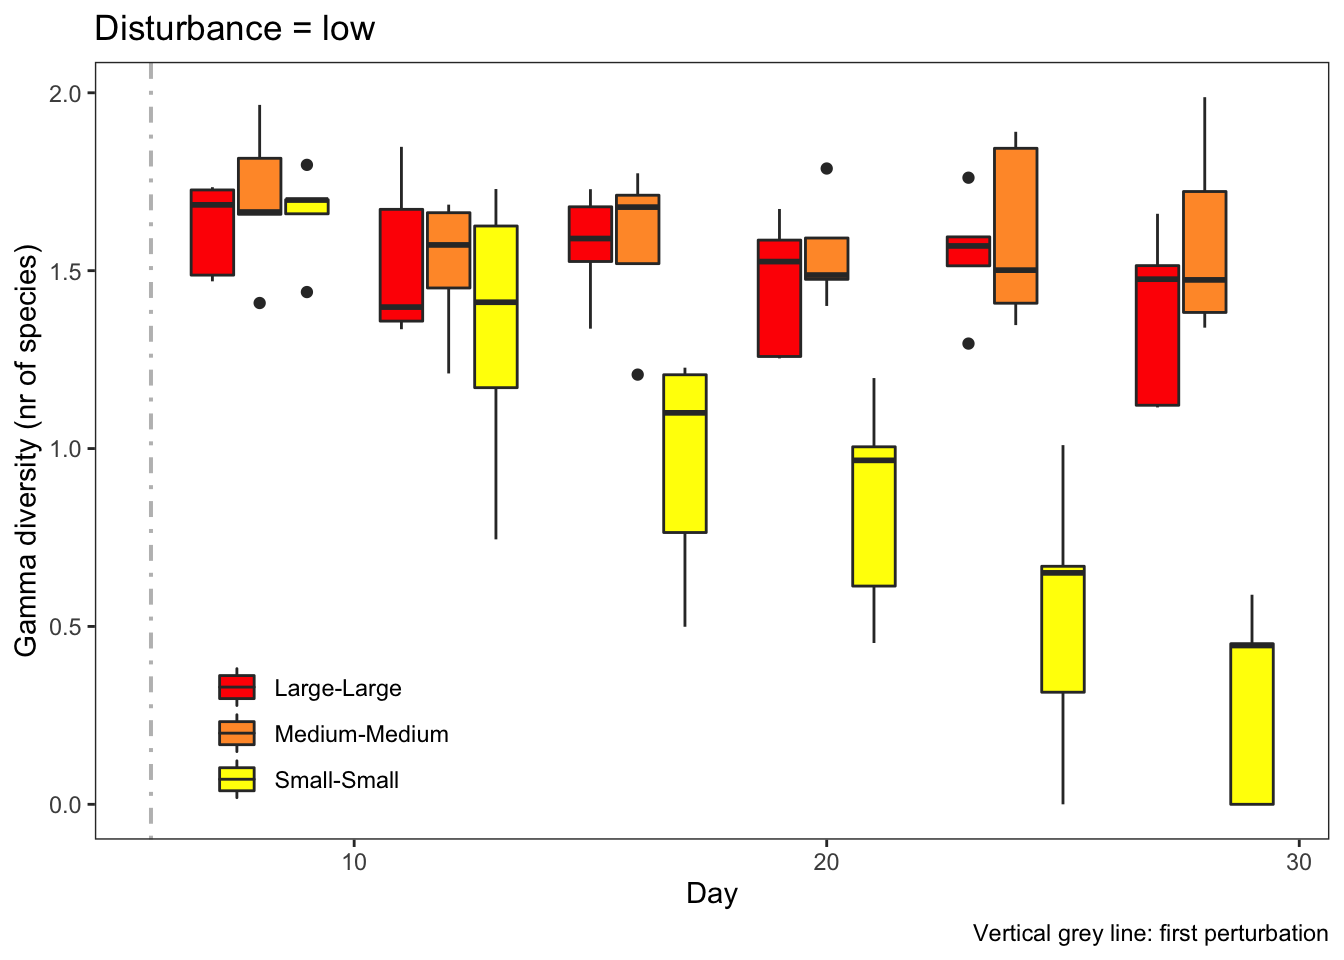 Disturbance = low
Gamma diversity (nr of species)
2.0
1.5
1.0
0.5
0.0
Large-Large
Medium-Medium
Small-Small
10
20
30
Day
Vertical grey line: first perturbation